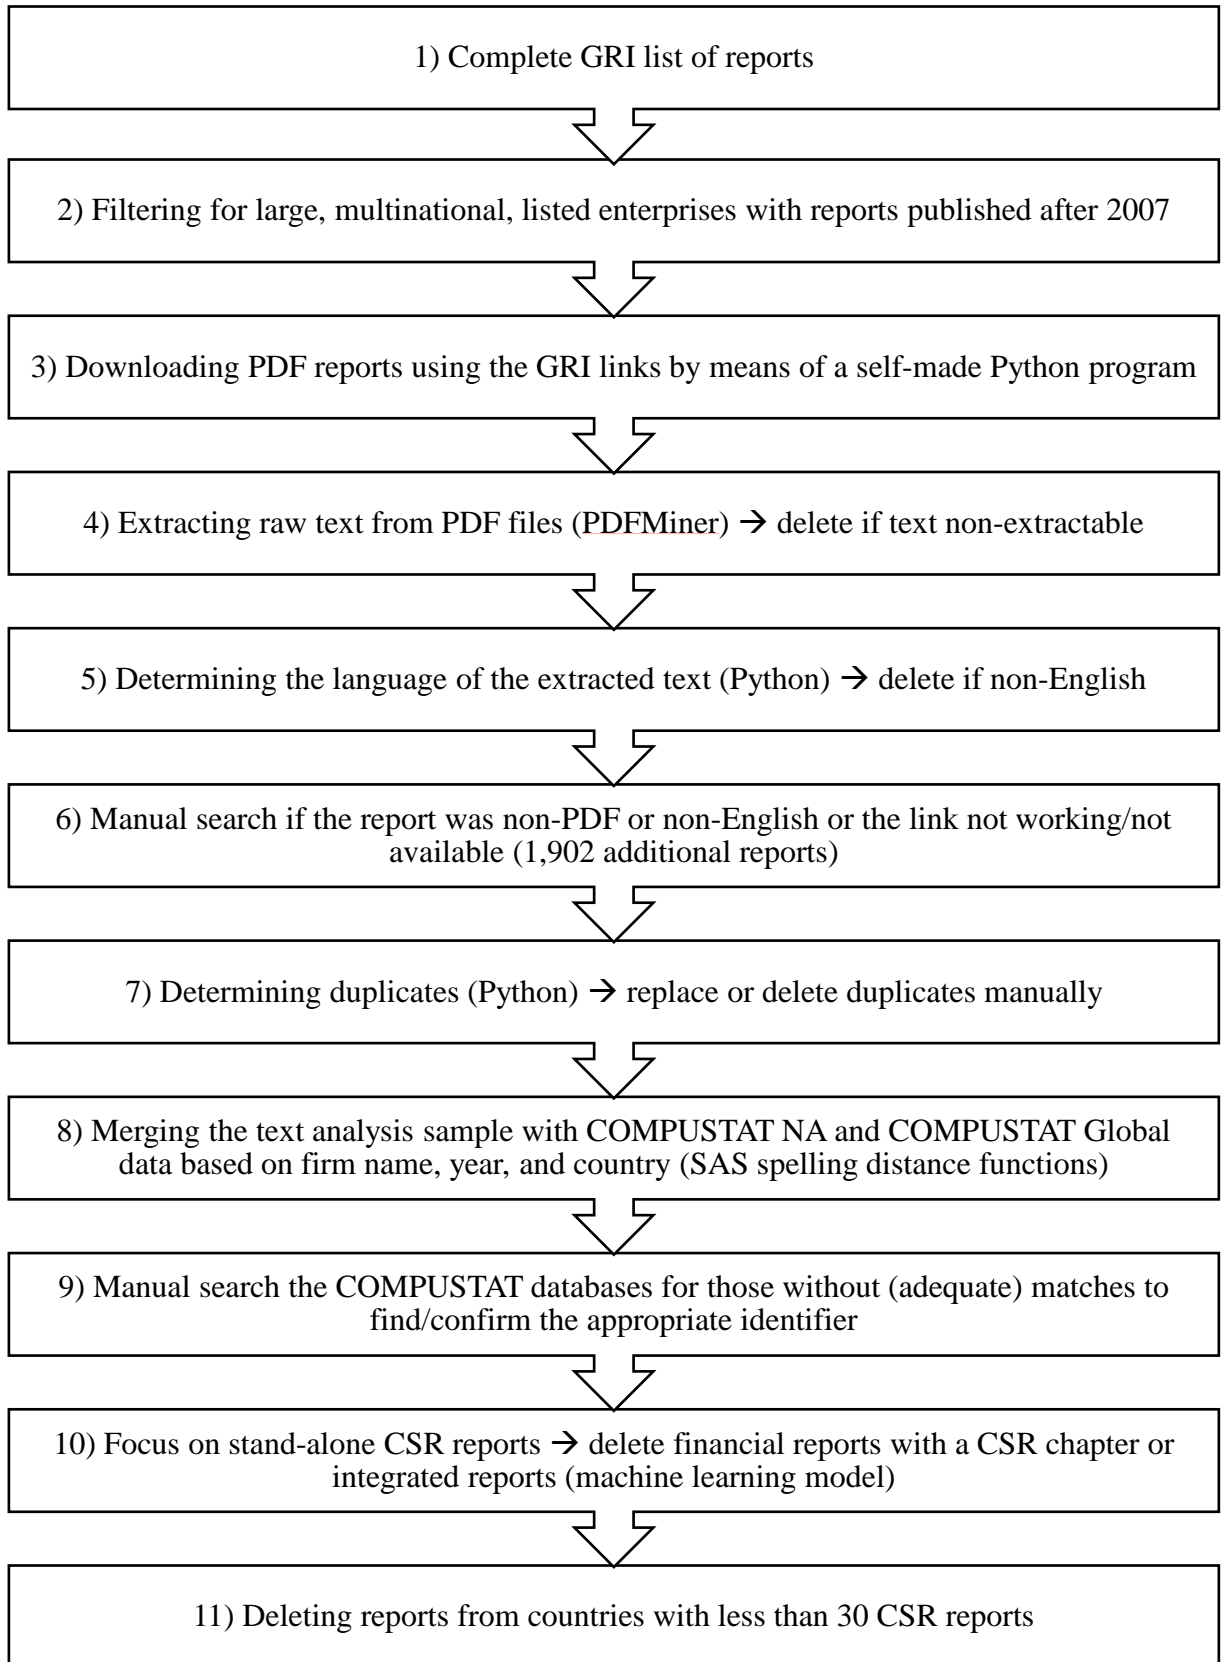 1) Complete GRI list of reports
2) Filtering for large, multinational, listed enterprises with reports published after 2007
3) Downloading PDF reports using the GRI links by means of a self-made Python program
4) Extracting raw text from PDF files (PDFMiner) → delete if text non-extractable
5) Determining the language of the extracted text (Python) → delete if non-English
6) Manual search if the report was non-PDF or non-English or the link not working/not
available (1,902 additional reports)
7) Determining duplicates (Python) → replace or delete duplicates manually
8) Merging the text analysis sample with COMPUSTAT NA and COMPUSTAT Global
data based on firm name, year, and country (SAS spelling distance functions)
9) Manual search the COMPUSTAT databases for those without (adequate) matches to
find/confirm the appropriate identifier
10) Focus on stand-alone CSR reports → delete financial reports with a CSR chapter or
integrated reports (machine learning model)
11) Deleting reports from countries with less than 30 CSR reports